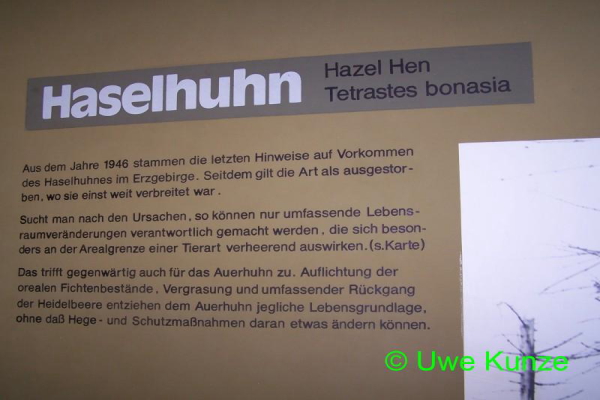 Haselhuhn
Hazel Hen
Tetrastes bonasia
Aus dem Jahre 1946 stammen die letzten Hinweise auf Vorkommen
des Haselhuhnes im Erzgebirge. Seitdem gilt die Art als ausgestor-
ben, wo sie einst weit verbreitet war.
Sucht man nach den Ursachen, so können nur umfassende Lebens-
raumveränderungen verantwortlich gemacht werden, die sich beson-
ders an der Arealgrenze einer Tierart verheerend auswirken. (s. Karte)
Das trifft gegenwärtig auch für das Auerhuhn zu. Auflichtung der
orealen Fichtenbestände, Vergrasung und umfassender Rückgang
der Heidelbeere entziehen dem Auerhuhn jegliche Lebensgrundlage,
ohne daß Hege- und Schutzmaßnahmen daran etwas ändern können.
© Uwe Kunze